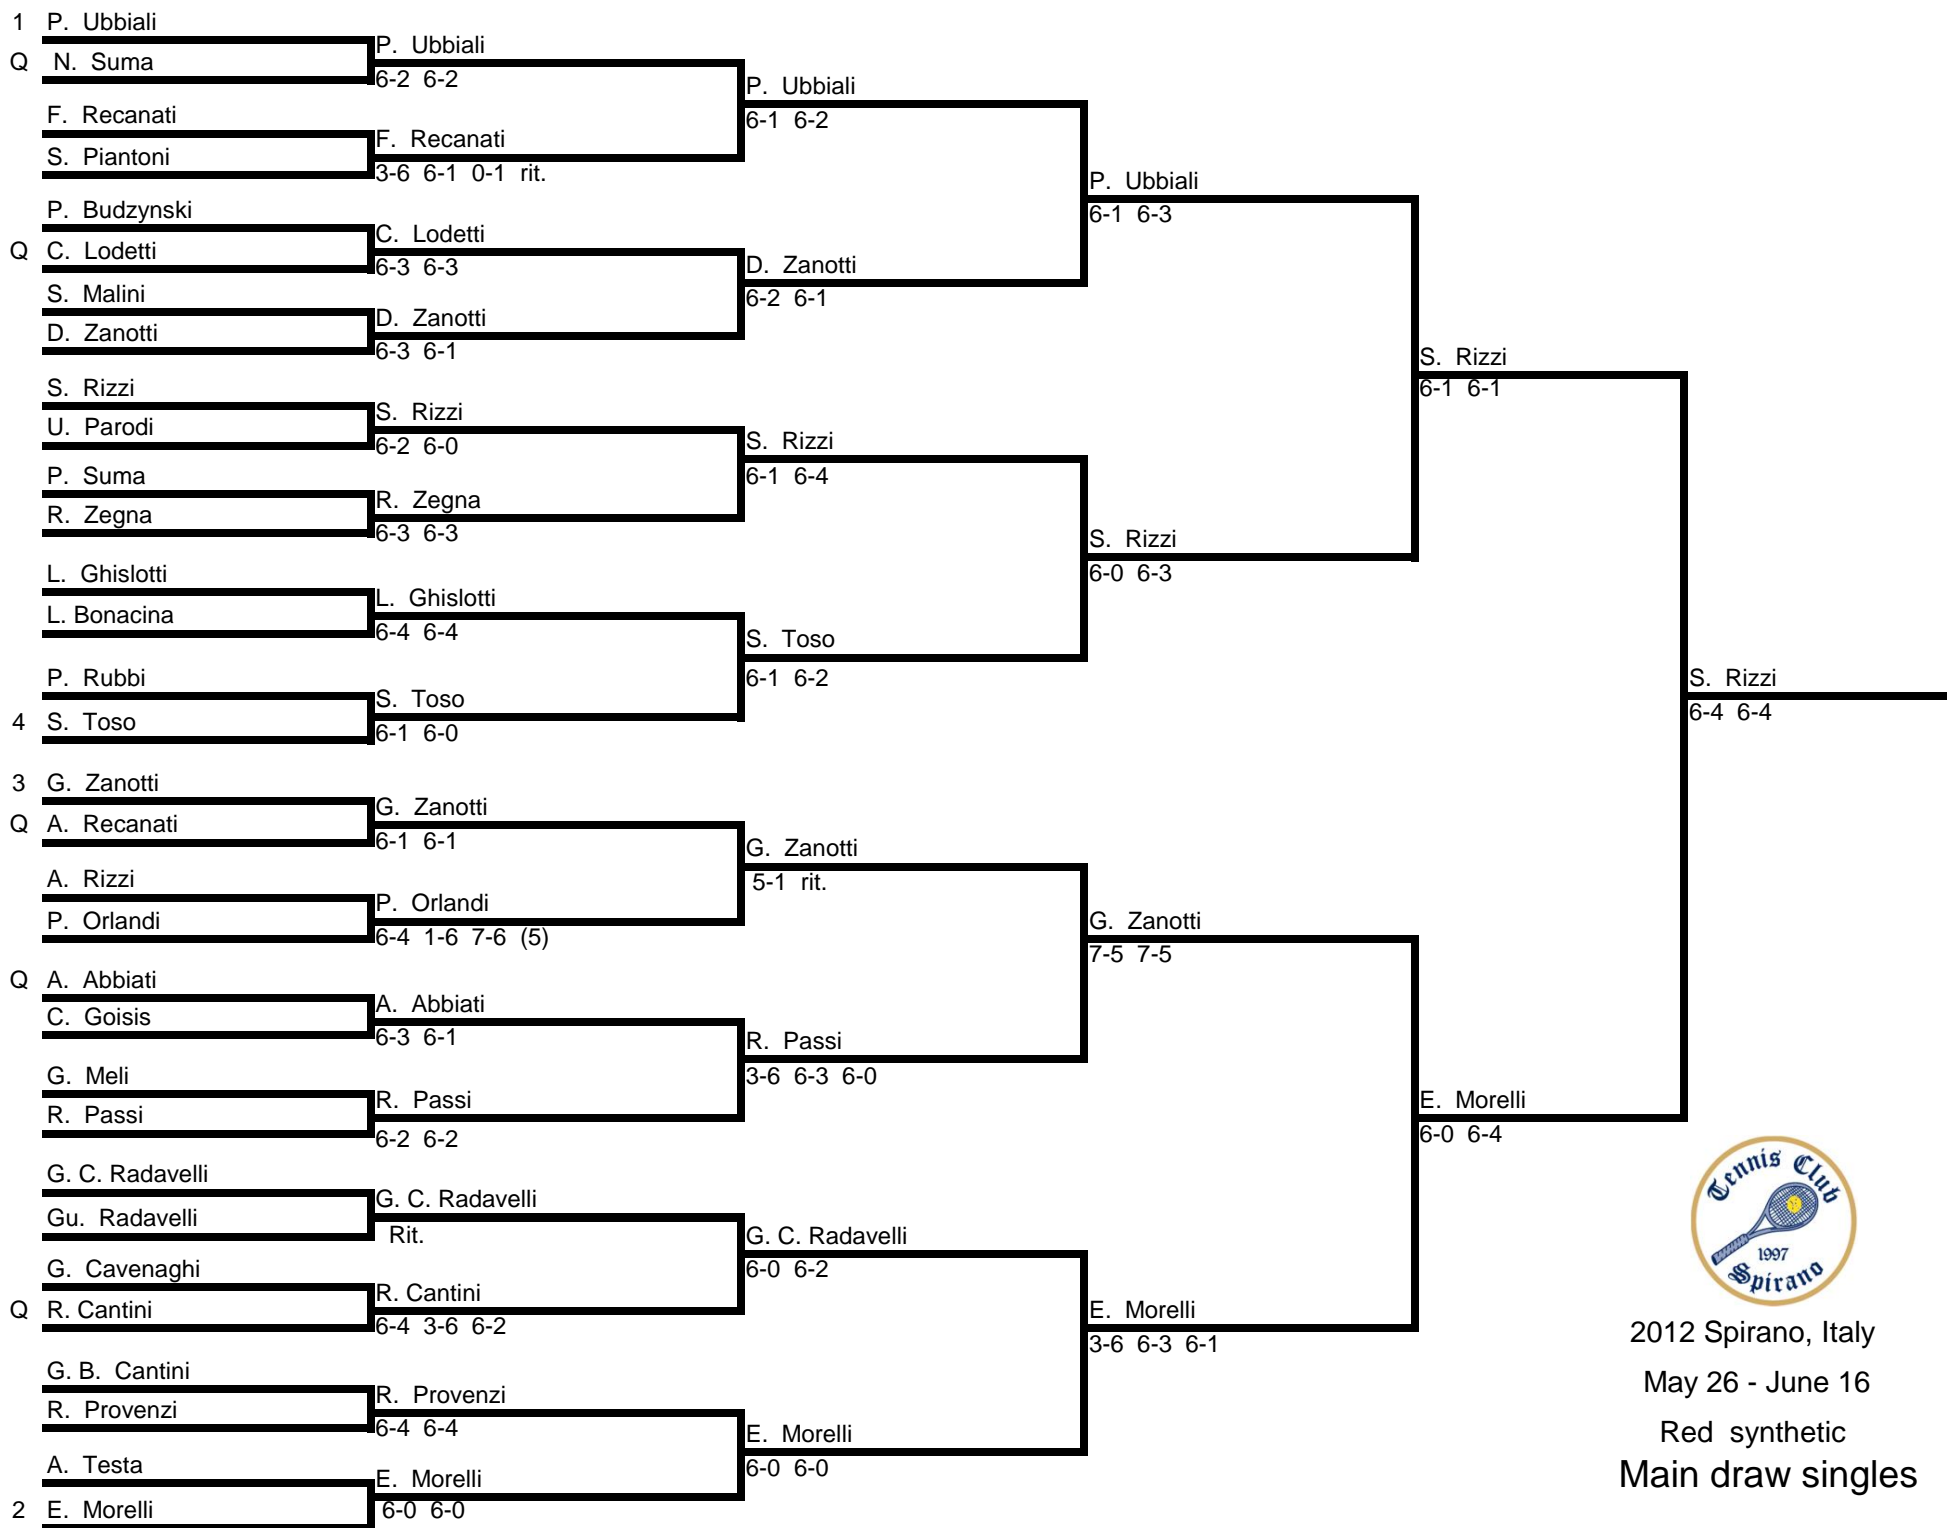 1 P. Ubbiali
Q N. Suma
F. Recanati
S. Piantoni
P. Budzynski
Q C. Lodetti
S. Malini
D. Zanotti
S. Rizzi
U. Parodi
P. Suma
R. Zegna
L. Ghislotti
L. Bonacina
P. Rubbi
4 S. Toso
3 G. Zanotti
Q A. Recanati
A. Rizzi
P. Orlandi
Q A. Abbiati
C. Goisis
G. Meli
R. Passi
G. C. Radavelli
Gu. Radavelli
G. Cavenaghi
Q R. Cantini
G. B. Cantini
R. Provenzi
A. Testa
2 E. Morelli
P. Ubbiali
6-2 6-2
F. Recanati
3-6 6-1 0-1 rit.
C. Lodetti
6-3 6-3
D. Zanotti
6-3 6-1
S. Rizzi
6-2 6-0
R. Zegna
6-3 6-3
L. Ghislotti
6-4 6-4
S. Toso
6-1 6-0
G. Zanotti
6-1 6-1
P. Orlandi
6-4 1-6 7-6 (5)
A. Abbiati
6-3 6-1
R. Passi
6-2 6-2
G. C. Radavelli
Rit.
R. Cantini
6-4 3-6 6-2
R. Provenzi
6-4 6-4
E. Morelli
6-0 6-0
P. Ubbiali
6-1 6-2
D. Zanotti
6-2 6-1
S. Rizzi
6-1 6-4
S. Toso
6-1 6-2
G. Zanotti
5-1 rit.
R. Passi
3-6 6-3 6-0
G. C. Radavelli
6-0 6-2
E. Morelli
6-0 6-0
P. Ubbiali
6-1 6-3
S. Rizzi
6-0 6-3
G. Zanotti
7-5 7-5
E. Morelli
3-6 6-3 6-1
S. Rizzi
6-1 6-1
E. Morelli
6-0 6-4
S. Rizzi
6-4 6-4
Tennis Club
1997
Spirano
2012 Spirano, Italy
May 26 - June 16
Red synthetic
Main draw singles